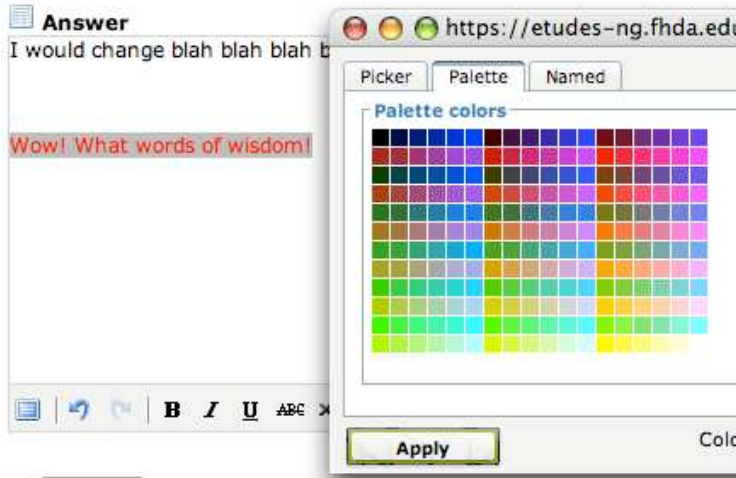 Answer
I would change blah blah blah b
Wow! What words of wisdom!
B I U ABC
https://etudes-ng.fhda.edu
Picker Palette Named
Palette colors
Apply
Colo